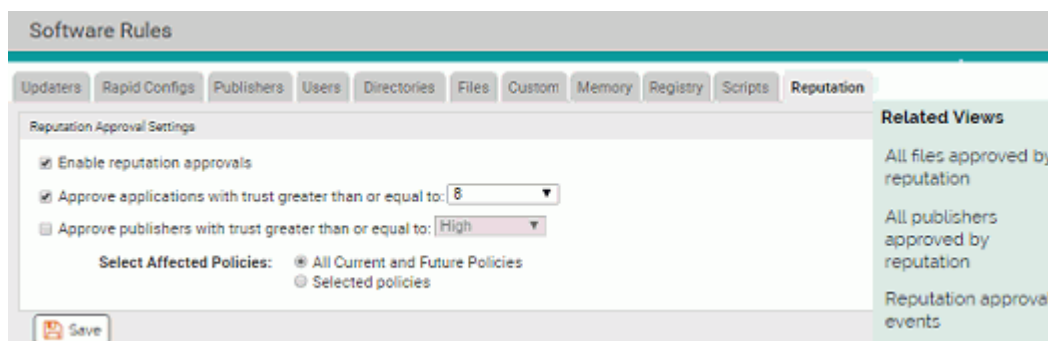 Software Rules
Updaters Rapid Configs Publishers Users Directories Files Custom Memory Registry Scripts Reputation
Reputation Approval Settings
Enable reputation approvals
Approve applications with trust greater than or equal to: 8
Approve publishers with trust greater than or equal to: High
Select Affected Policies: All Current and Future Policies
Selected policies
Save
Related Views
All files approved by
reputation
All publishers
approved by
reputation
Reputation approval
events